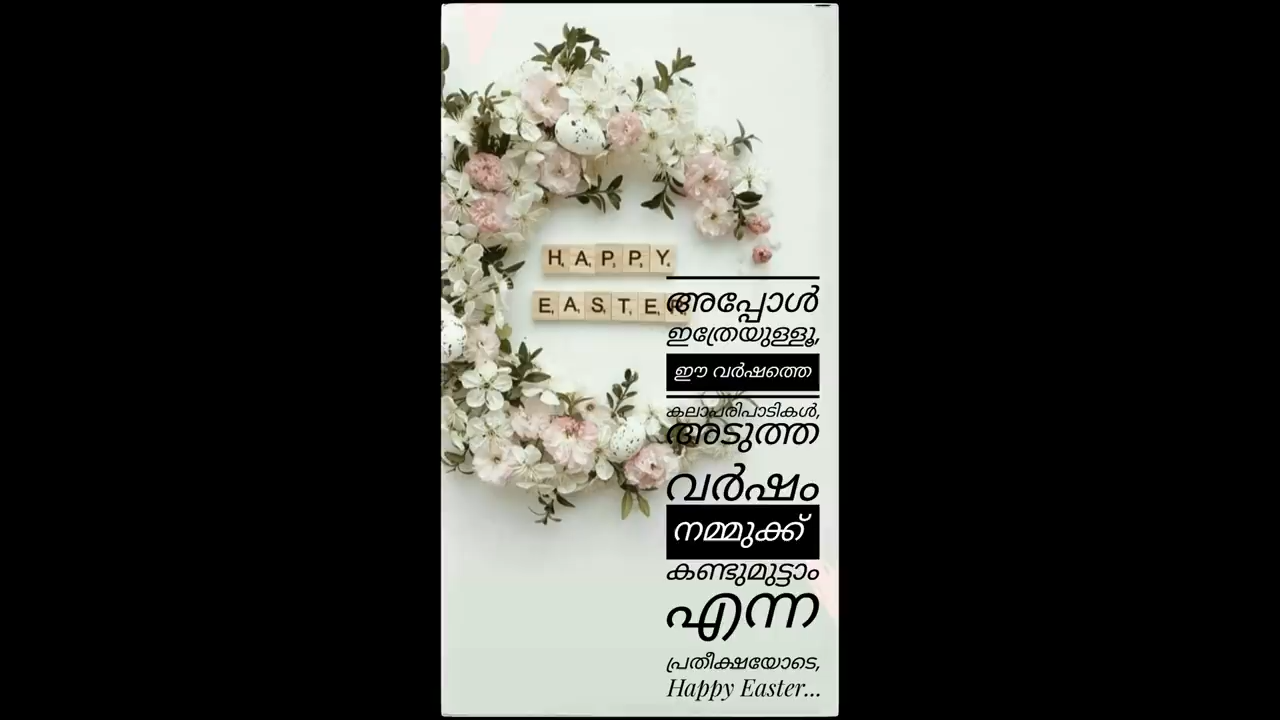 HAPPY
EASTER
അപ്പോൾ
ഇത്രേയുള്ളൂ,
ഈ വർഷത്തെ
കലാപരിപാടികൾ,
അടുത്ത
വർഷം
നമ്മുക്ക്
കണ്ടുമുട്ടാം
എന്ന
പ്രതീക്ഷയോടെ,
Happy Easter...